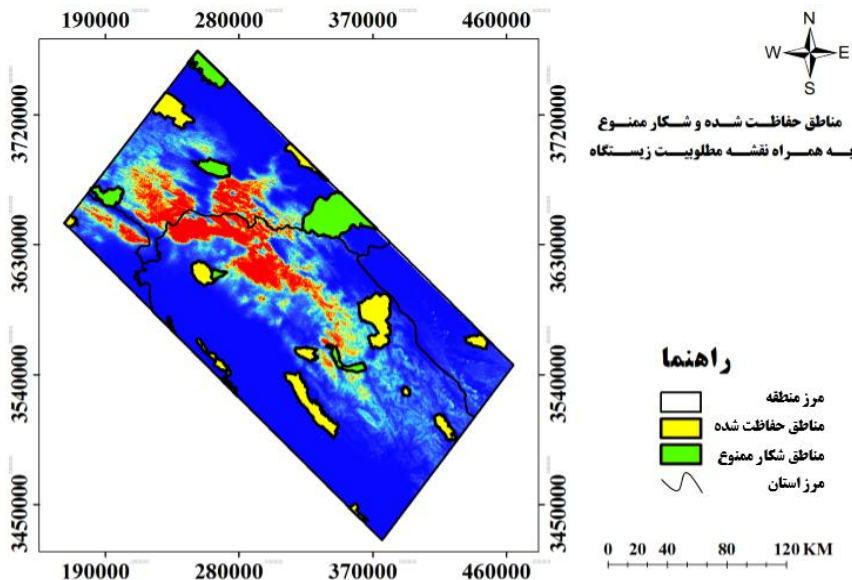 190000 280000 370000 460000
3720000
3630000
3540000
3450000
3720000
3630000
3540000
3450000
190000 280000 370000 460000
N
W E
S
مناطق حفاظت شده و شکار ممنوع
به همراه نقشه مطلوبیت زیستگاه
راهنما
مرز منطقه
مناطق حفاظت شده
مناطق شکار ممنوع
مرز استان
0 20 40 80 120 KM